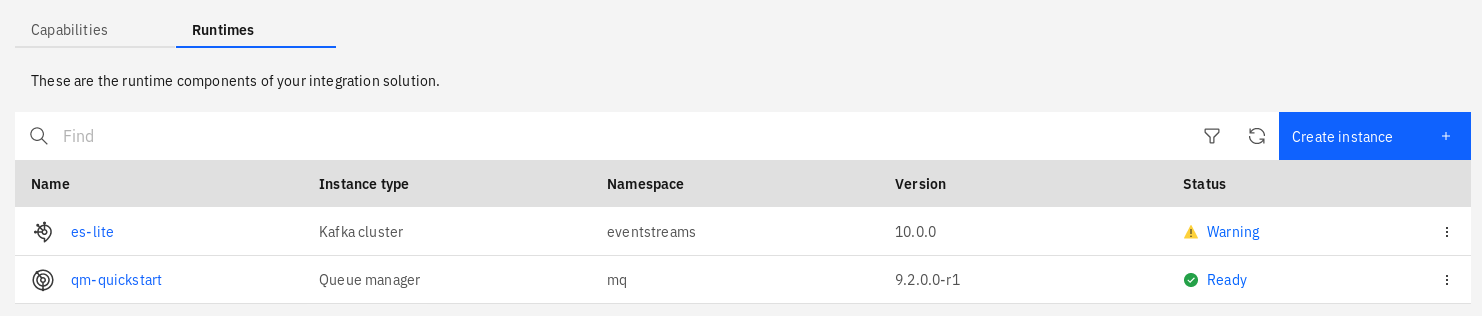 Capabilities Runtimes
These are the runtime components of your integration solution.
Find Create instance +
Name Instance type Namespace Version Status
es-lite Kafka cluster eventstreams 10.0.0 Warning
qm-quickstart Queue manager mq 9.2.0.0-r1 Ready